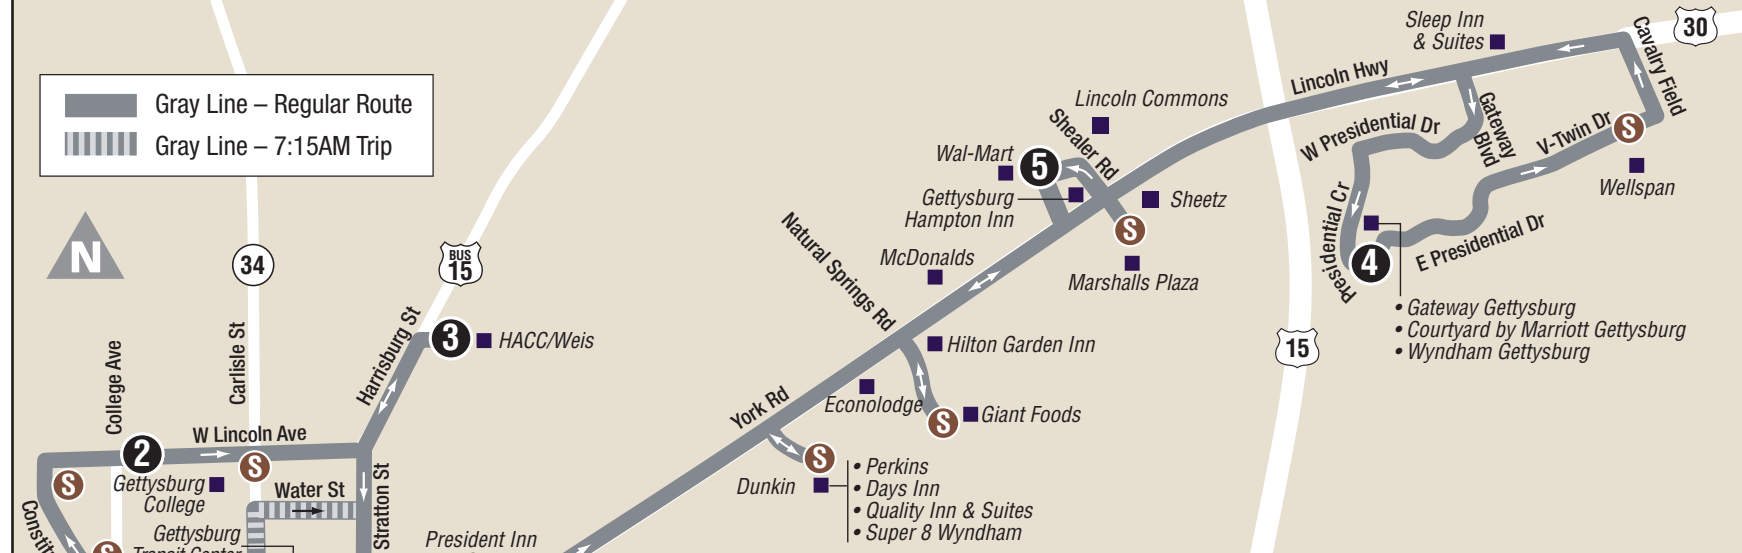 Sleep Inn
& Suites
30
Cavalry Field
Gray Line – Regular Route
Gray Line – 7:15AM Trip
Lincoln Hwy
Lincoln Commons
Shealer Rd
Gateway
Blvd
W Presidential Dr
V-Twin Dr
S
Wal-Mart
5
Gettysburg
Hampton Inn
Sheetz
S
Wellspan
Presidential Cr
4
E Presidential Dr
N
34
BUS
15
Natural Springs Rd
McDonalds
Marshalls Plaza
• Gateway Gettysburg
• Courtyard by Marriott Gettysburg
• Wyndham Gettysburg
15
College Ave
Carlisle St
Harrisburg St
3
HACC/Weis
Hilton Garden Inn
Econolodge
S
Giant Foods
York Rd
2
W Lincoln Ave
S
S
Gettysburg
College
Water St
Stratton St
S
Dunkin
• Perkins
• Days Inn
• Quality Inn & Suites
• Super 8 Wyndham
Constit
S
Gettysburg
Transit Center
President Inn